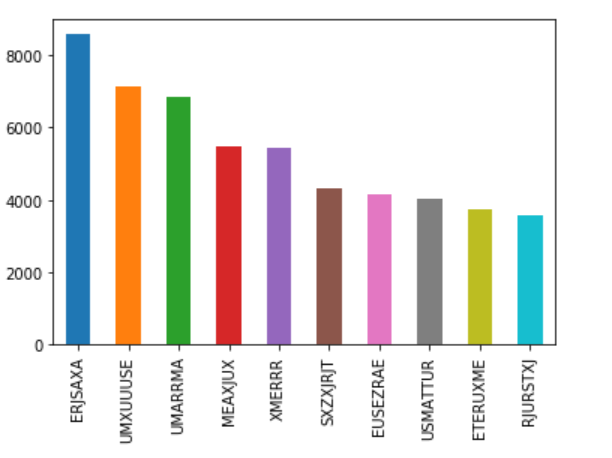 8000
6000
4000
2000
0
ERJSAXA
UMXUUUSE
UMARRMA
MEAXJUX
XMERRR
SXZXJRJT
EUSEZRAE
USMATTUR
ETERUXME
RJURSTXJ